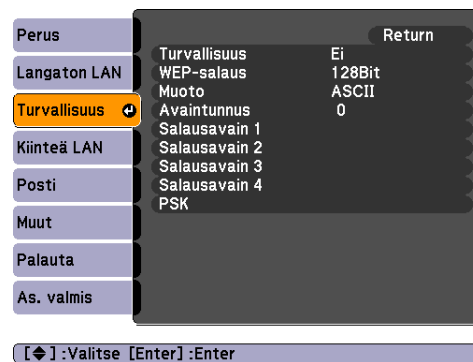 Perus
Langaton LAN
Turvallisuus
Kiinteä LAN
Posti
Muut
Palauta
As. valmis
Return
Turvallisuus Ei
WEP-salaus 128Bit
Muoto ASCII
Avaintunnus 0
Salausavain 1
Salausavain 2
Salausavain 3
Salausavain 4
PSK
[◆] :Valitse [Enter] :Enter